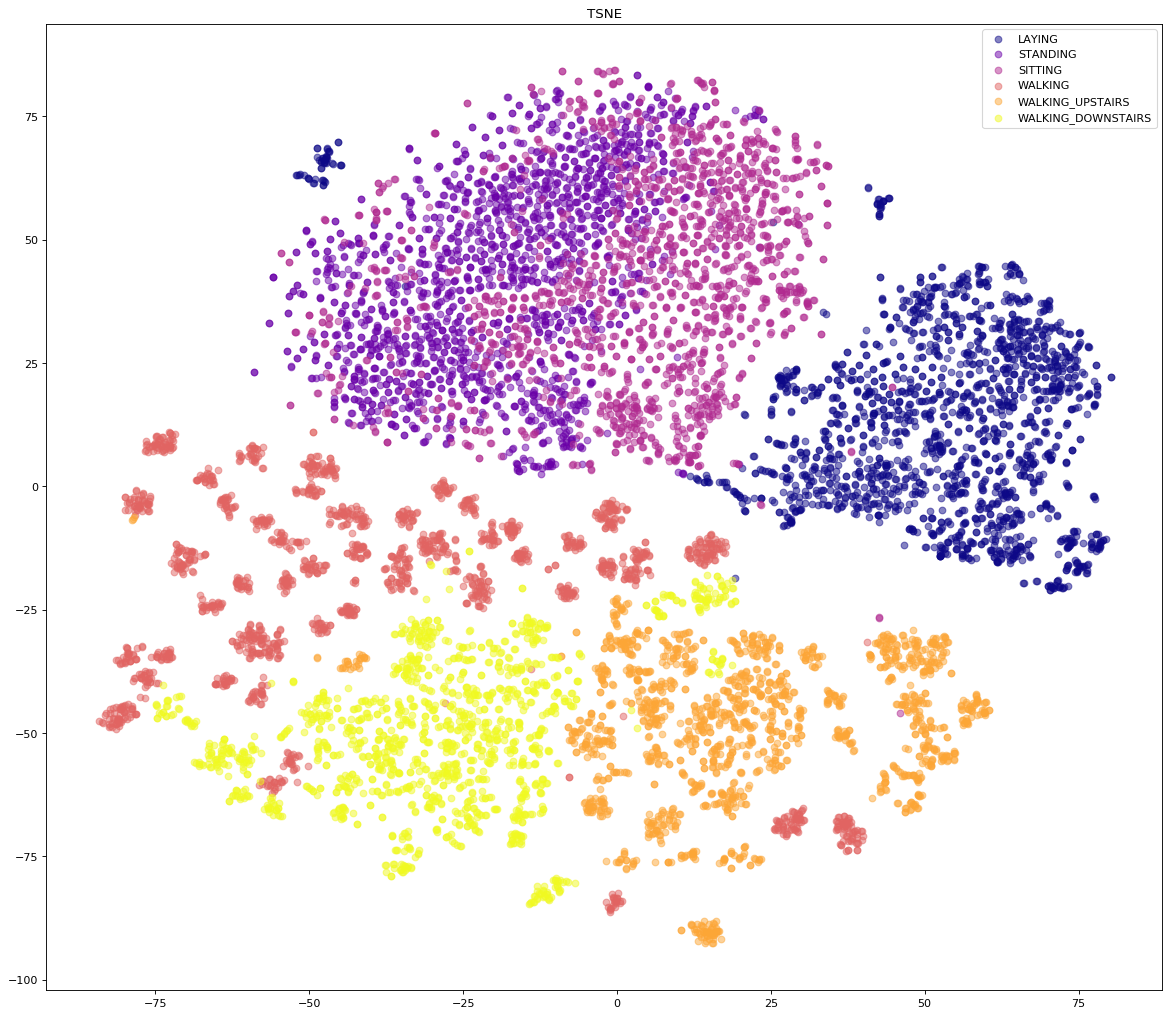 TSNE
LAYING
STANDING
SITTING
WALKING
WALKING_UPSTAIRS
WALKING_DOWNSTAIRS
75
50
25
0
−25
−50
−75
−100
−75 −50 −25 0 25 50 75